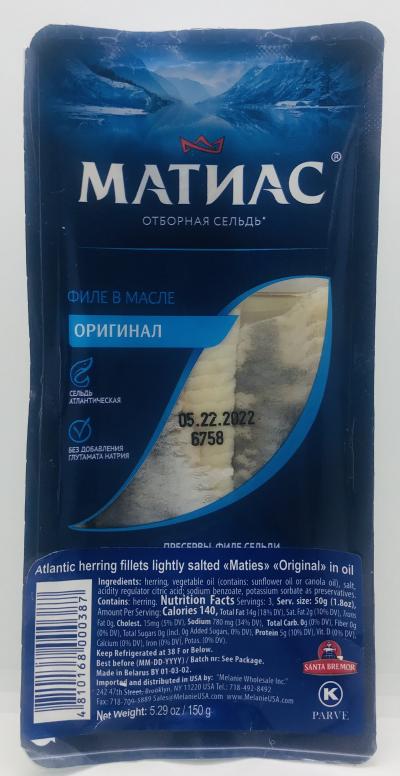 МАТИАС®
ОТБОРНАЯ СЕЛЬДЬ*
ФИЛЕ В МАСЛЕ
ОРИГИНАЛ
СЕЛЬДЬ
АТЛАНТИЧЕСКАЯ
05.22.2022
6758
БЕЗ ДОБАВЛЕНИЯ
ГЛУТАМАТА НАТРИЯ
ПРЕСЕРВЫ. ФИЛЕ СЕЛЬДИ
Atlantic herring fillets lightly salted «Maties» «Original» in oil
Ingredients: herring, vegetable oil (contains: sunflower oil or canola oil), salt,
acidity regulator citric acid; sodium benzoate, potassium sorbate as preservatives.
Contains: herring. Nutrition Facts Servings: 3, Serv. size: 50g (1.8oz),
Amount Per Serving: Calories 140, Total Fat 14g (18% DV), Sat. Fat 2g (10% DV), Trans
Fat 0g, Cholest. 15mg (5% DV), Sodium 780 mg (34% DV), Total Carb. 0g (0% DV), Fiber 0g
(0% DV), Total Sugars 0g (Incl. 0g Added Sugars, 0% DV), Protein 5g (10% DV), Vit. D (0% DV),
Calcium (0% DV), Iron (0% DV), Potas. (0% DV).
Keep Refrigerated at 38 F or Below.
Best before (MM-DD-YYYY) / Batch nr: See Package.
Made in Belarus BY 01-03-02.
Imported and distributed in USA by: "Melanie Wholesale Inc."
242 47th Street, Brooklyn, NY 11220 USA Tel.: 718-492-8492
Fax: 718-709-5889 Sales@MelanieUSA.com www.MelanieUSA.com
Net Weight: 5.29 oz / 150 g
4 810168 000387
SANTA BREMOR
K
PARVE